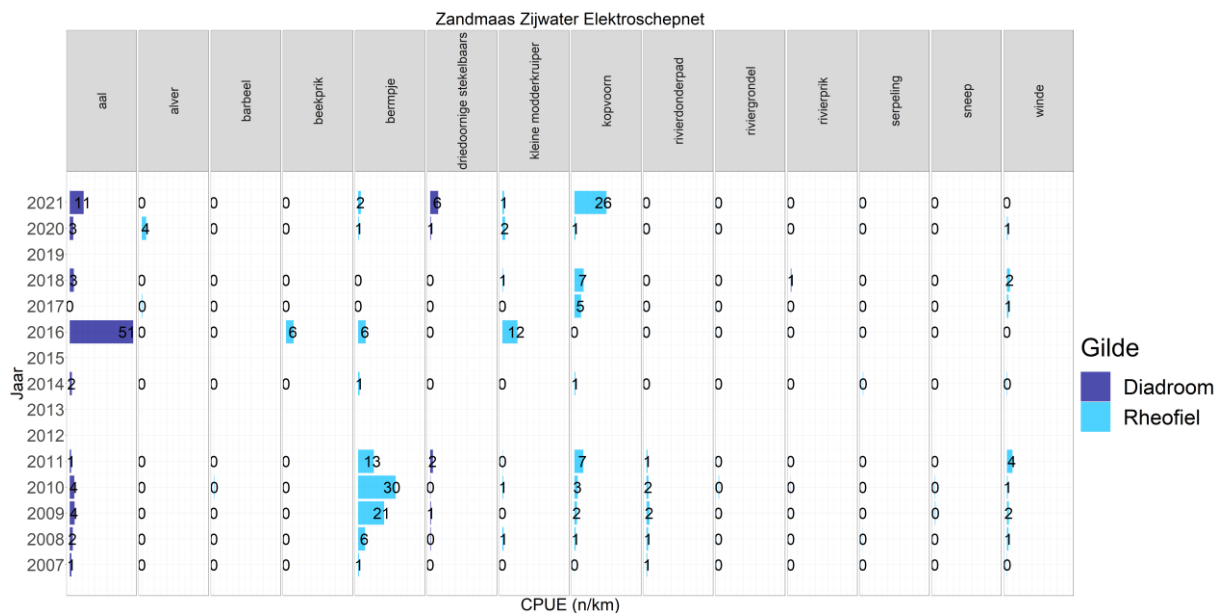 Zandmaas Zijwater Elektroschepnet
aal alver barbeel beekprik bermpje driedoornige stekelbaars kleine modderkruiper kopvoorn rivierdonderpad riviergrondel rivierprik serpeling sneep winde
2021 11 0 0 0 2 6 1 26 0 0 0 0 0 0
2020 3 4 0 0 1 1 2 1 0 0 0 0 0 1
2019
2018 3 0 0 0 0 0 1 7 0 0 1 0 0 2
2017 0 0 0 0 0 0 0 5 0 0 0 0 0 1
2016 51 0 0 6 6 0 12 0 0 0 0 0 0 0
2015
2014 2 0 0 0 1 0 0 1 0 0 0 0 0 0
2013
2012
2011 1 0 0 0 13 2 0 7 1 0 0 0 0 4
2010 4 0 0 0 30 0 1 3 2 0 0 0 0 1
2009 4 0 0 0 21 1 0 2 2 0 0 0 0 2
2008 2 0 0 0 6 0 1 1 1 0 0 0 0 1
2007 1 0 0 0 1 0 0 0 1 0 0 0 0 0
Jaar
CPUE (n/km)
Gilde
Diadroom
Rheofiel